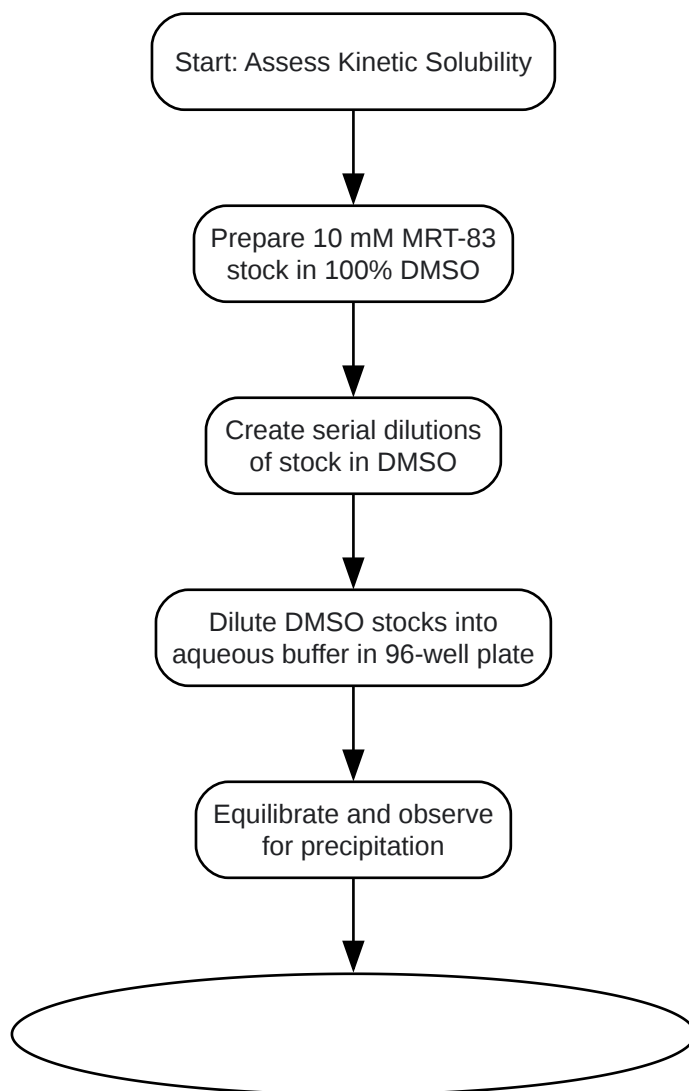 Start: Assess Kinetic Solubility
Prepare 10 mM MRT-83
stock in 100% DMSO
Create serial dilutions
of stock in DMSO
Dilute DMSO stocks into
aqueous buffer in 96-well plate
Equilibrate and observe
for precipitation